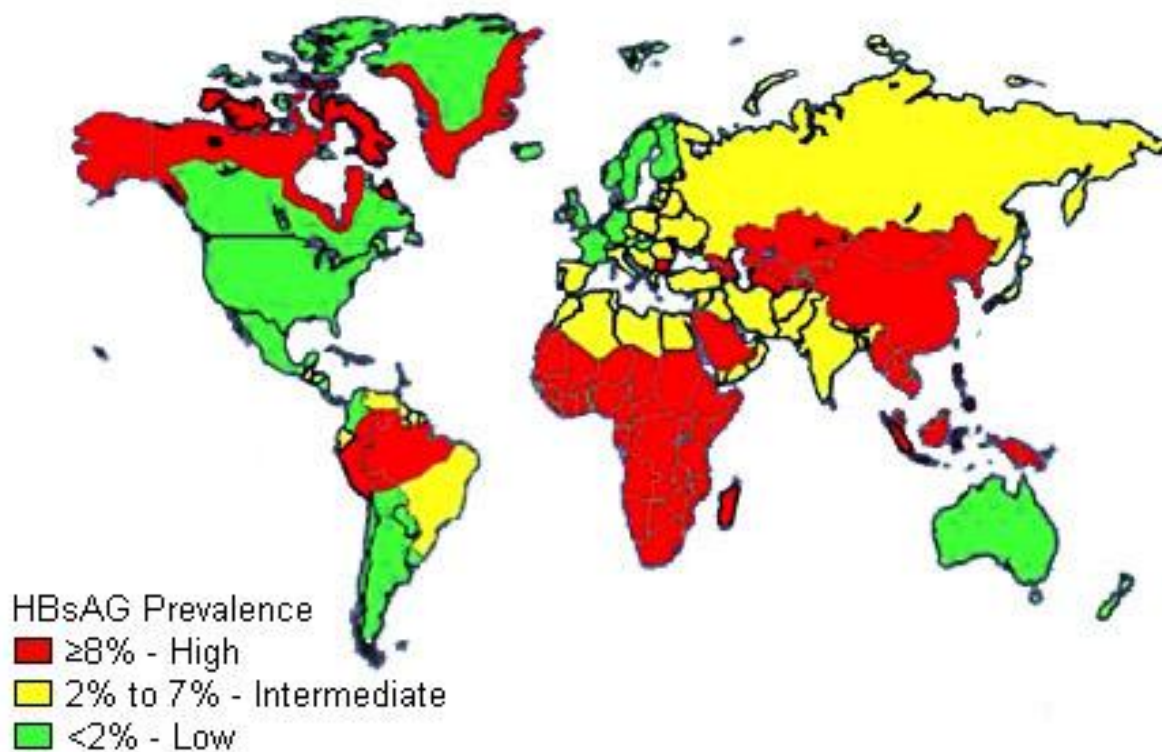 HBsAG Prevalence
≥8% - High
2% to 7% - Intermediate
<2% - Low